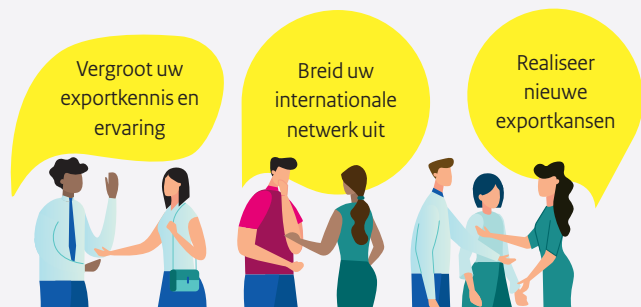 Vergroot uw
exportkennis en
ervaring
Breid uw
internationale
netwerk uit
Realiseer
nieuwe
exportkansen